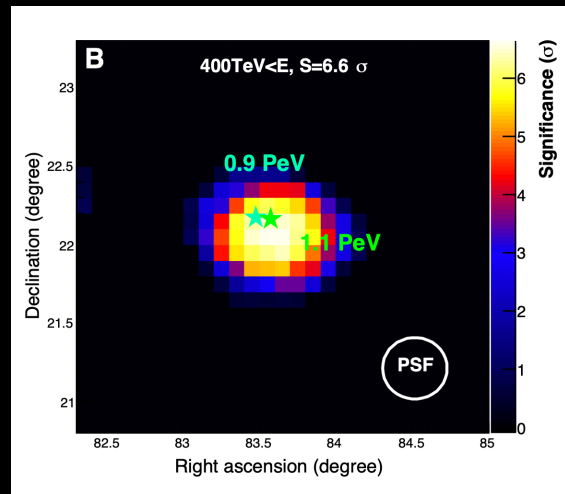 B
400TeV<E, S=6.6 σ
0.9 PeV
1.1 PeV
PSF
Declination (degree)
23
22.5
22
21.5
21
82.5 83 83.5 84 84.5 85
Right ascension (degree)
Significance (σ)
6
5
4
3
2
1
0